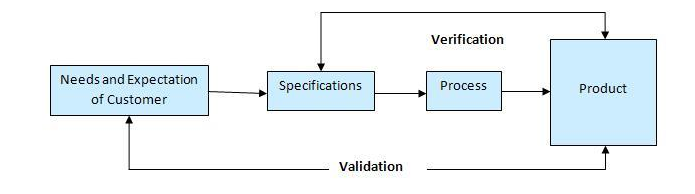 Verification
Needs and Expectation
of Customer
Specifications
Process
Product
Validation